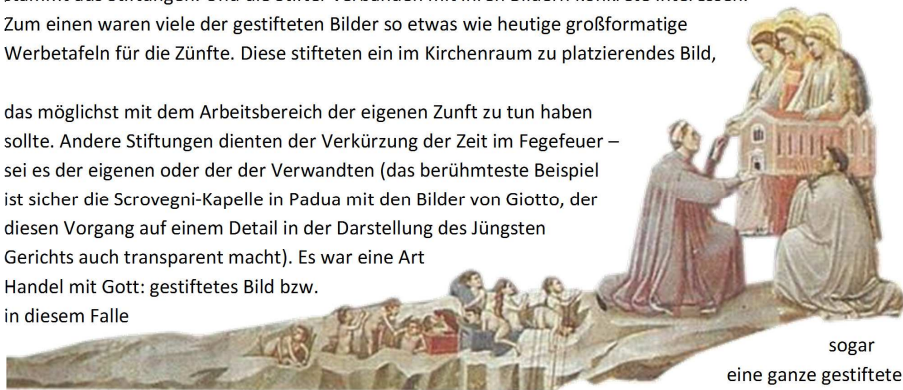 Zum einen waren viele der gestifteten Bilder so etwas wie heutige großformatige
Werbetafeln für die Zünfte. Diese stifteten ein im Kirchenraum zu platzierendes Bild,
das möglichst mit dem Arbeitsbereich der eigenen Zunft zu tun haben
sollte. Andere Stiftungen dienten der Verkürzung der Zeit im Fegefeuer –
sei es der eigenen oder der der Verwandten (das berühmteste Beispiel
ist sicher die Scrovegni-Kapelle in Padua mit den Bilder von Giotto, der
diesen Vorgang auf einem Detail in der Darstellung des Jüngsten
Gerichts auch transparent macht). Es war eine Art
Handel mit Gott: gestiftetes Bild bzw.
in diesem Falle
sogar
eine ganze gestiftete